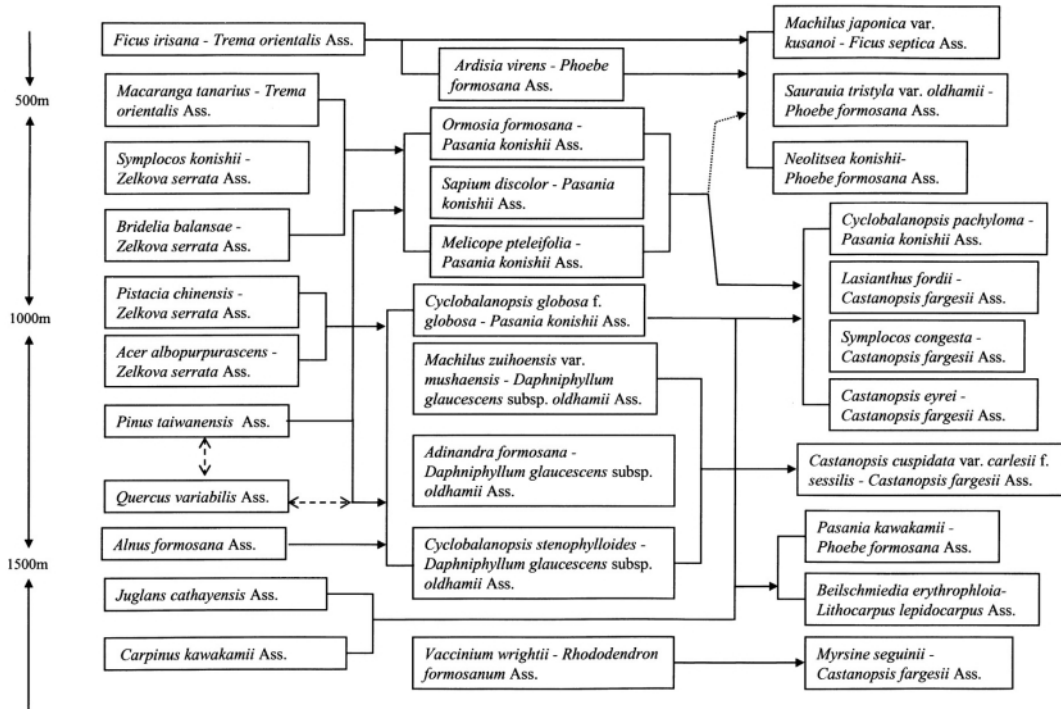 500m
1000m
1500m
Ficus irisana - Trema orientalis Ass.
Macaranga tanarius - Trema
orientalis Ass.
Symplocos konishii -
Zelkova serrata Ass.
Bridelia balansae -
Zelkova serrata Ass.
Pistacia chinensis -
Zelkova serrata Ass.
Acer albopurpurascens -
Zelkova serrata Ass.
Pinus taiwanensis Ass.
Quercus variabilis Ass.
Alnus formosana Ass.
Juglans cathayensis Ass.
Carpinus kawakamii Ass.
Ardisia virens - Phoebe
formosana Ass.
Ormosia formosana -
Pasania konishii Ass.
Sapium discolor - Pasania
konishii Ass.
Melicope pteleifolia -
Pasania konishii Ass.
Cyclobalanopsis globosa f.
globosa - Pasania konishii Ass.
Machilus zuihoensis var.
mushaensis - Daphniphyllum
glaucescens subsp. oldhamii Ass.
Adinandra formosana -
Daphniphyllum glaucescens subsp.
oldhamii Ass.
Cyclobalanopsis stenophylloides -
Daphniphyllum glaucescens subsp.
oldhamii Ass.
Vaccinium wrightii - Rhododendron
formosanum Ass.
Machilus japonica var.
kusanoi - Ficus septica Ass.
Saurauia tristyla var. oldhamii -
Phoebe formosana Ass.
Neolitsea konishii-
Phoebe formosana Ass.
Cyclobalanopsis pachyloma -
Pasania konishii Ass.
Lasianthus fordii -
Castanopsis fargesii Ass.
Symplocos congesta -
Castanopsis fargesii Ass.
Castanopsis eyrei -
Castanopsis fargesii Ass.
Castanopsis cuspidata var. carlesii f.
sessilis - Castanopsis fargesii Ass.
Pasania kawakamii -
Phoebe formosana Ass.
Beilschmiedia erythrophloia-
Lithocarpus lepidocarpus Ass.
Myrsine seguinii -
Castanopsis fargesii Ass.